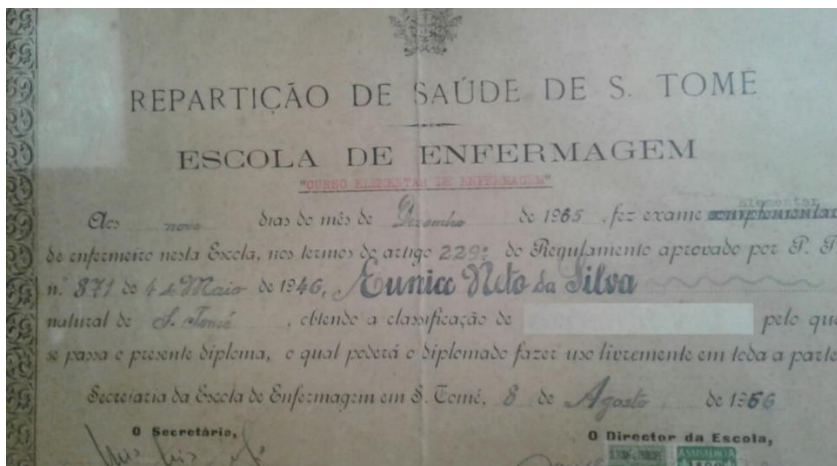 REPARTIÇÃO DE SAÚDE DE S. TOMÉ
ESCOLA DE ENFERMAGEM
"CURSO ELEMENTAR DE ENFERMAGEM"
elementar
Aos nove dias do mês de Dezembro de 1965, fez exame complementar
de enfermeiro nesta Escola, nos termos do artigo 229º do Regulamento aprovado por P. P.
n.º 371 de 4 de Maio de 1946, Eunice Neto da Silva
natural de S. Tomé, obtendo a classificação de pelo que
se passa o presente diploma, o qual poderá o diplomado fazer uso livremente em toda a parte
Secretaria da Escola de Enfermagem em S. Tomé, 8 de Agosto de 1966
O Secretário,
O Director da Escola,
ASSISTÊNCIA